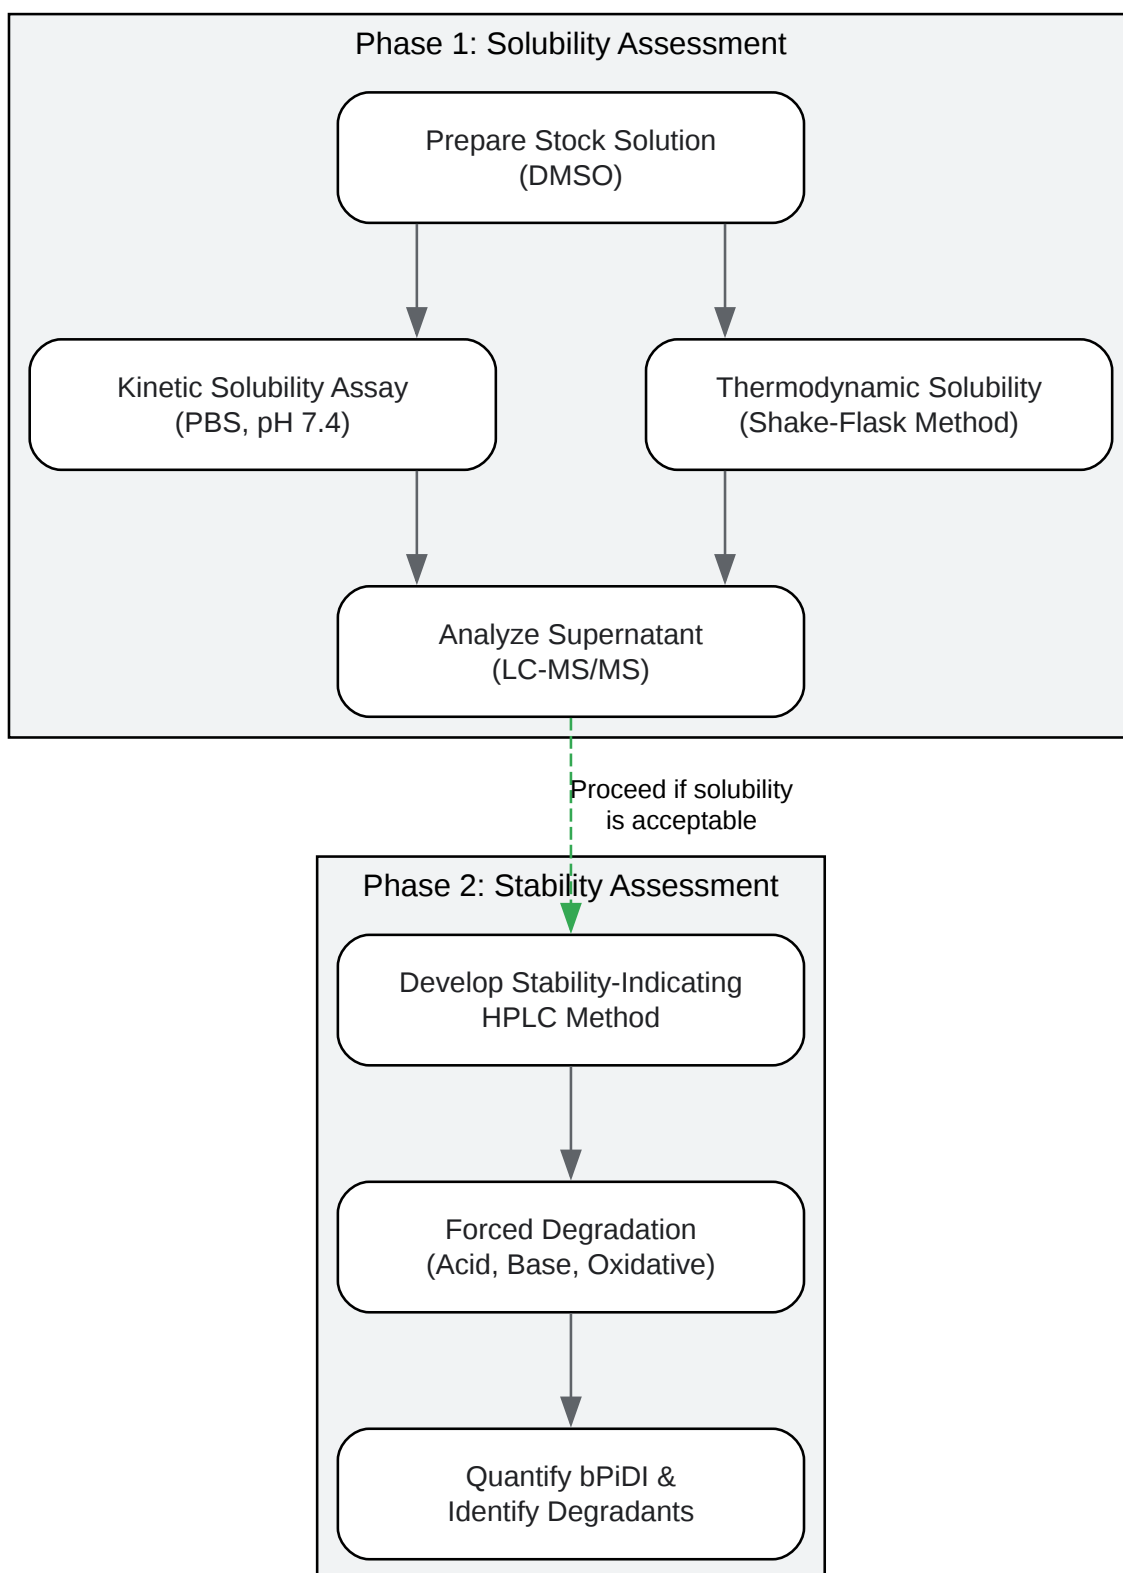 Phase 1: Solubility Assessment
Prepare Stock Solution
(DMSO)
Kinetic Solubility Assay
(PBS, pH 7.4)
Thermodynamic Solubility
(Shake-Flask Method)
Analyze Supernatant
(LC-MS/MS)
Proceed if solubility
is acceptable
Phase 2: Stability Assessment
Develop Stability-Indicating
HPLC Method
Forced Degradation
(Acid, Base, Oxidative)
Quantify bPiDI &
Identify Degradants